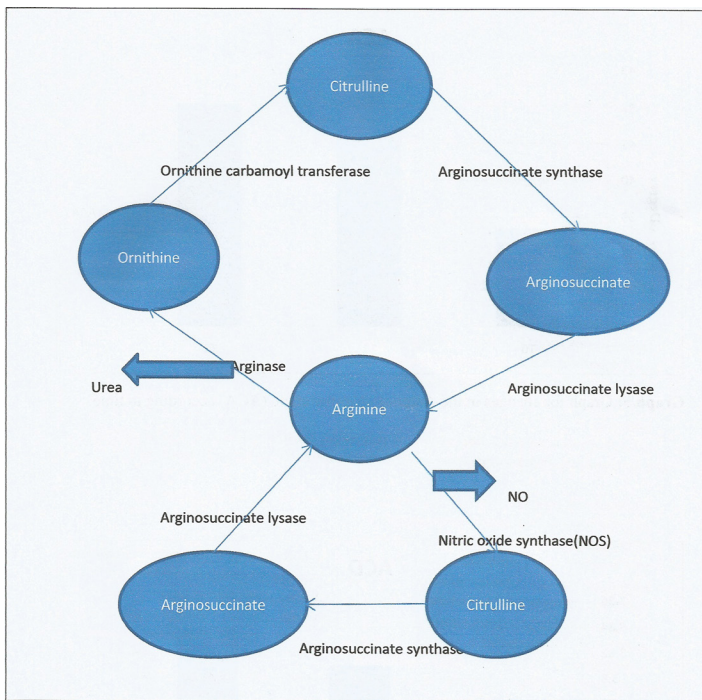 Citrulline
Ornithine carbamoyl transferase
Arginosuccinate synthase
Ornithine
Arginosuccinate
Arginase
Urea
Arginosuccinate lysase
Arginine
NO
Arginosuccinate lysase
Nitric oxide synthase(NOS)
Arginosuccinate
Citrulline
Arginosuccinate synthase